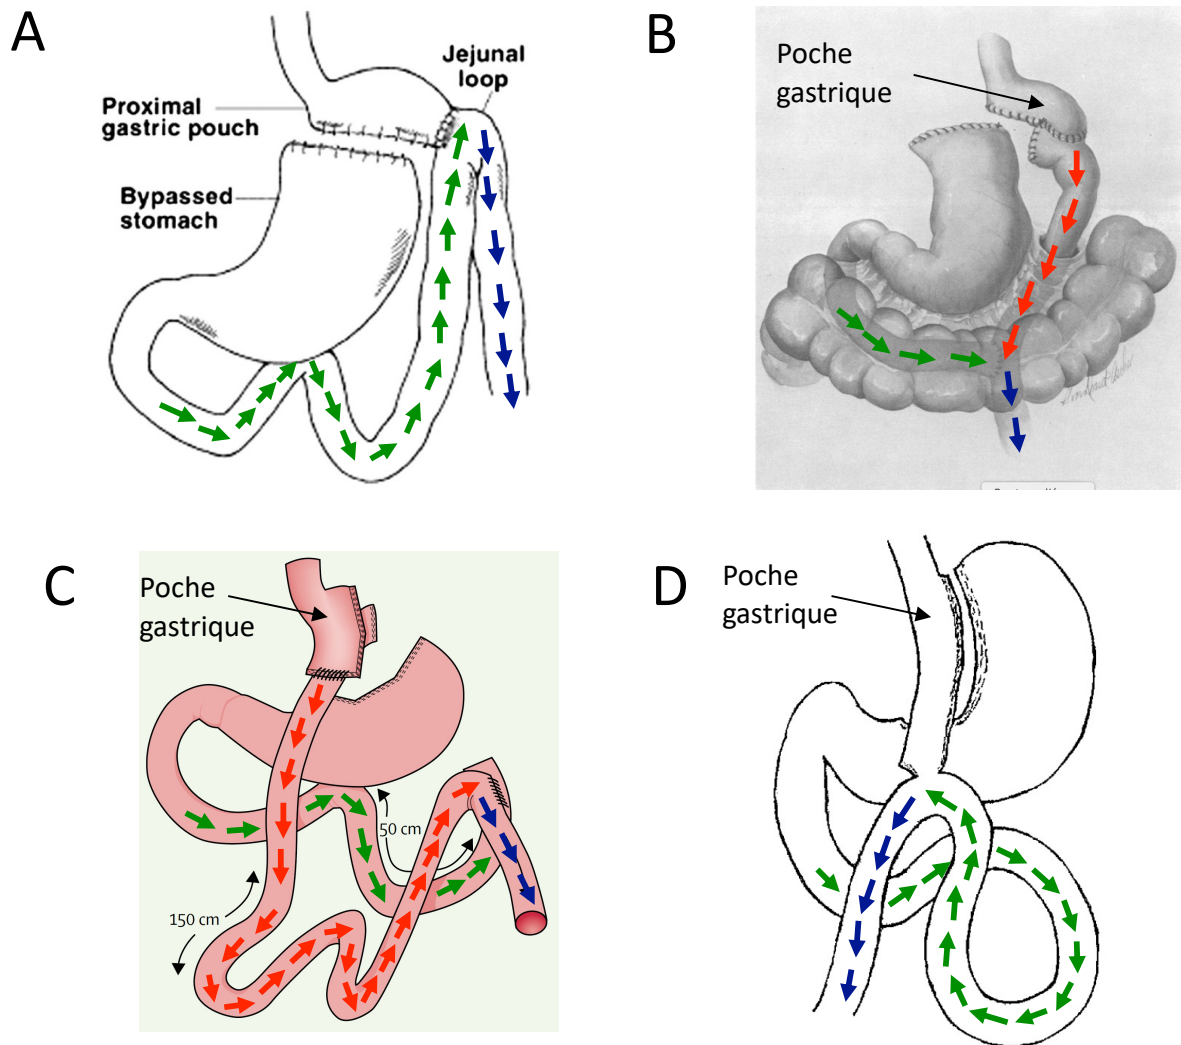 A
Jejunal
loop
Proximal
gastric pouch
Bypassed
stomach
B
Poche
gastrique
C
Poche
gastrique
50 cm
150 cm
D
Poche
gastrique